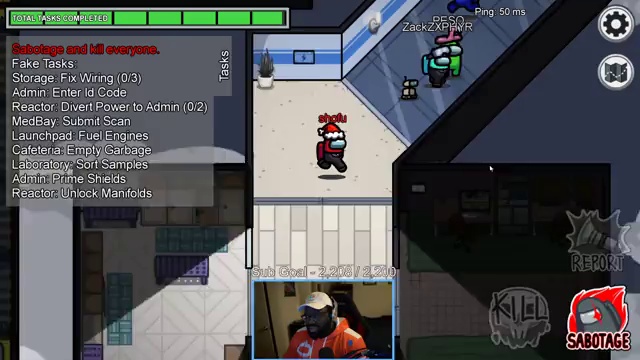 TOTAL TASKS COMPLETED
Ping: 50 ms
PESO
ZackZXPHYR
Sabotage and kill everyone.
Fake Tasks:
Storage: Fix Wiring (0/3)
Admin: Enter Id Code
Reactor: Divert Power to Admin (0/2)
MedBay: Submit Scan
Launchpad: Fuel Engines
Cafeteria: Empty Garbage
Laboratory: Sort Samples
Admin: Prime Shields
Reactor: Unlock Manifolds
Tasks
shofu
REPORT
Sub Goal - 2,208 / 2,200
KILL
SABOTAGE